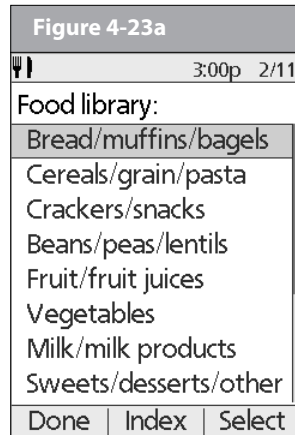 Figure 4-23a
3:00p 2/11
Food library:
Bread/muffins/bagels
Cereals/grain/pasta
Crackers/snacks
Beans/peas/lentils
Fruit/fruit juices
Vegetables
Milk/milk products
Sweets/desserts/other
Done | Index | Select